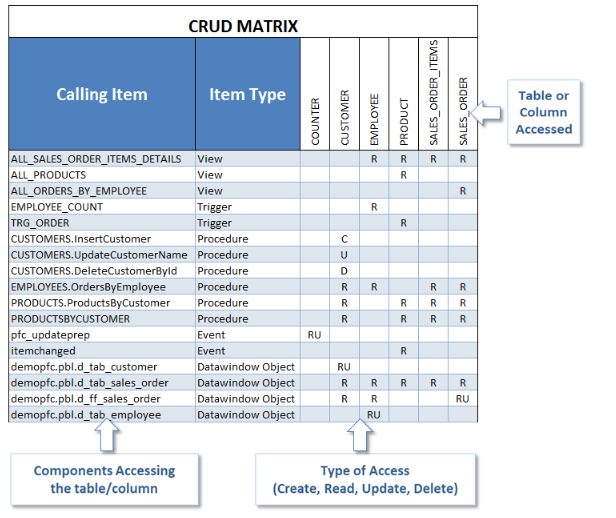 CRUD MATRIX
Calling Item Item Type COUNTER CUSTOMER EMPLOYEE PRODUCT SALES_ORDER_ITEMS SALES_ORDER
ALL_SALES_ORDER_ITEMS_DETAILS View R R R R
ALL_PRODUCTS View R
ALL_ORDERS_BY_EMPLOYEE View R
EMPLOYEE_COUNT Trigger R
TRG_ORDER Trigger R
CUSTOMERS.InsertCustomer Procedure C
CUSTOMERS.UpdateCustomerName Procedure U
CUSTOMERS.DeleteCustomerById Procedure D
EMPLOYEES.OrdersByEmployee Procedure R R R R
PRODUCTS.ProductsByCustomer Procedure R R R R
PRODUCTSBYCUSTOMER Procedure R R R R
pfc_updateprep Event RU
itemchanged Event R
demopfc.pbl.d_tab_customer Datawindow Object RU
demopfc.pbl.d_tab_sales_order Datawindow Object R R R R R
demopfc.pbl.d_ff_sales_order Datawindow Object R R RU
demopfc.pbl.d_tab_employee Datawindow Object RU
Table or
Column
Accessed
Components Accessing
the table/column
Type of Access
(Create, Read, Update, Delete)